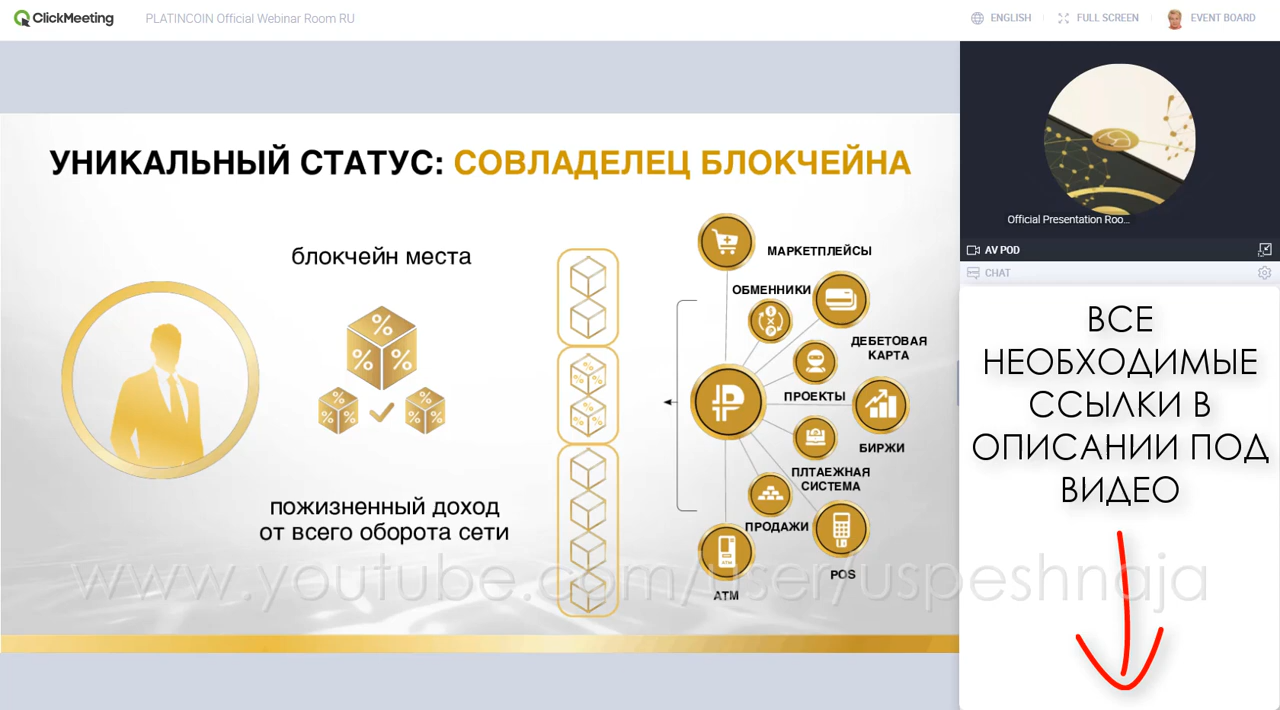 ClickMeeting
PLATINCOIN Official Webinar Room RU
ENGLISH
FULL SCREEN
EVENT BOARD
УНИКАЛЬНЫЙ СТАТУС: СОВЛАДЕЛЕЦ БЛОКЧЕЙНА
блокчейн места
% % %
% % %
% % %
пожизненный доход
от всего оборота сети
МАРКЕТПЛЕЙСЫ
ОБМЕННИКИ
ДЕБЕТОВАЯ
КАРТА
ПРОЕКТЫ
БИРЖИ
ПЛТАЕЖНАЯ
СИСТЕМА
ПРОДАЖИ
POS
ATM
ATM
www.youtube.com/user/uspeshnaja
Official Presentation Roo...
AV POD
CHAT
ВСЕ
НЕОБХОДИМЫЕ
ССЫЛКИ В
ОПИСАНИИ ПОД
ВИДЕО